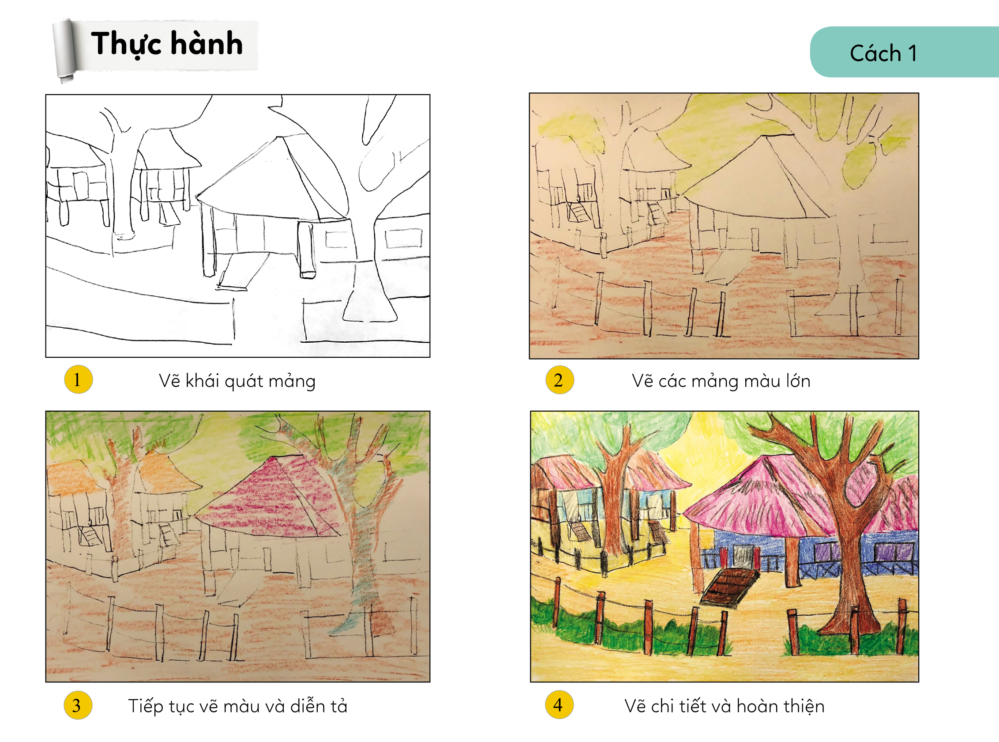 Thực hành
Cách 1
1 Vẽ khái quát mảng
2 Vẽ các mảng màu lớn
3 Tiếp tục vẽ màu và diễn tả
4 Vẽ chi tiết và hoàn thiện